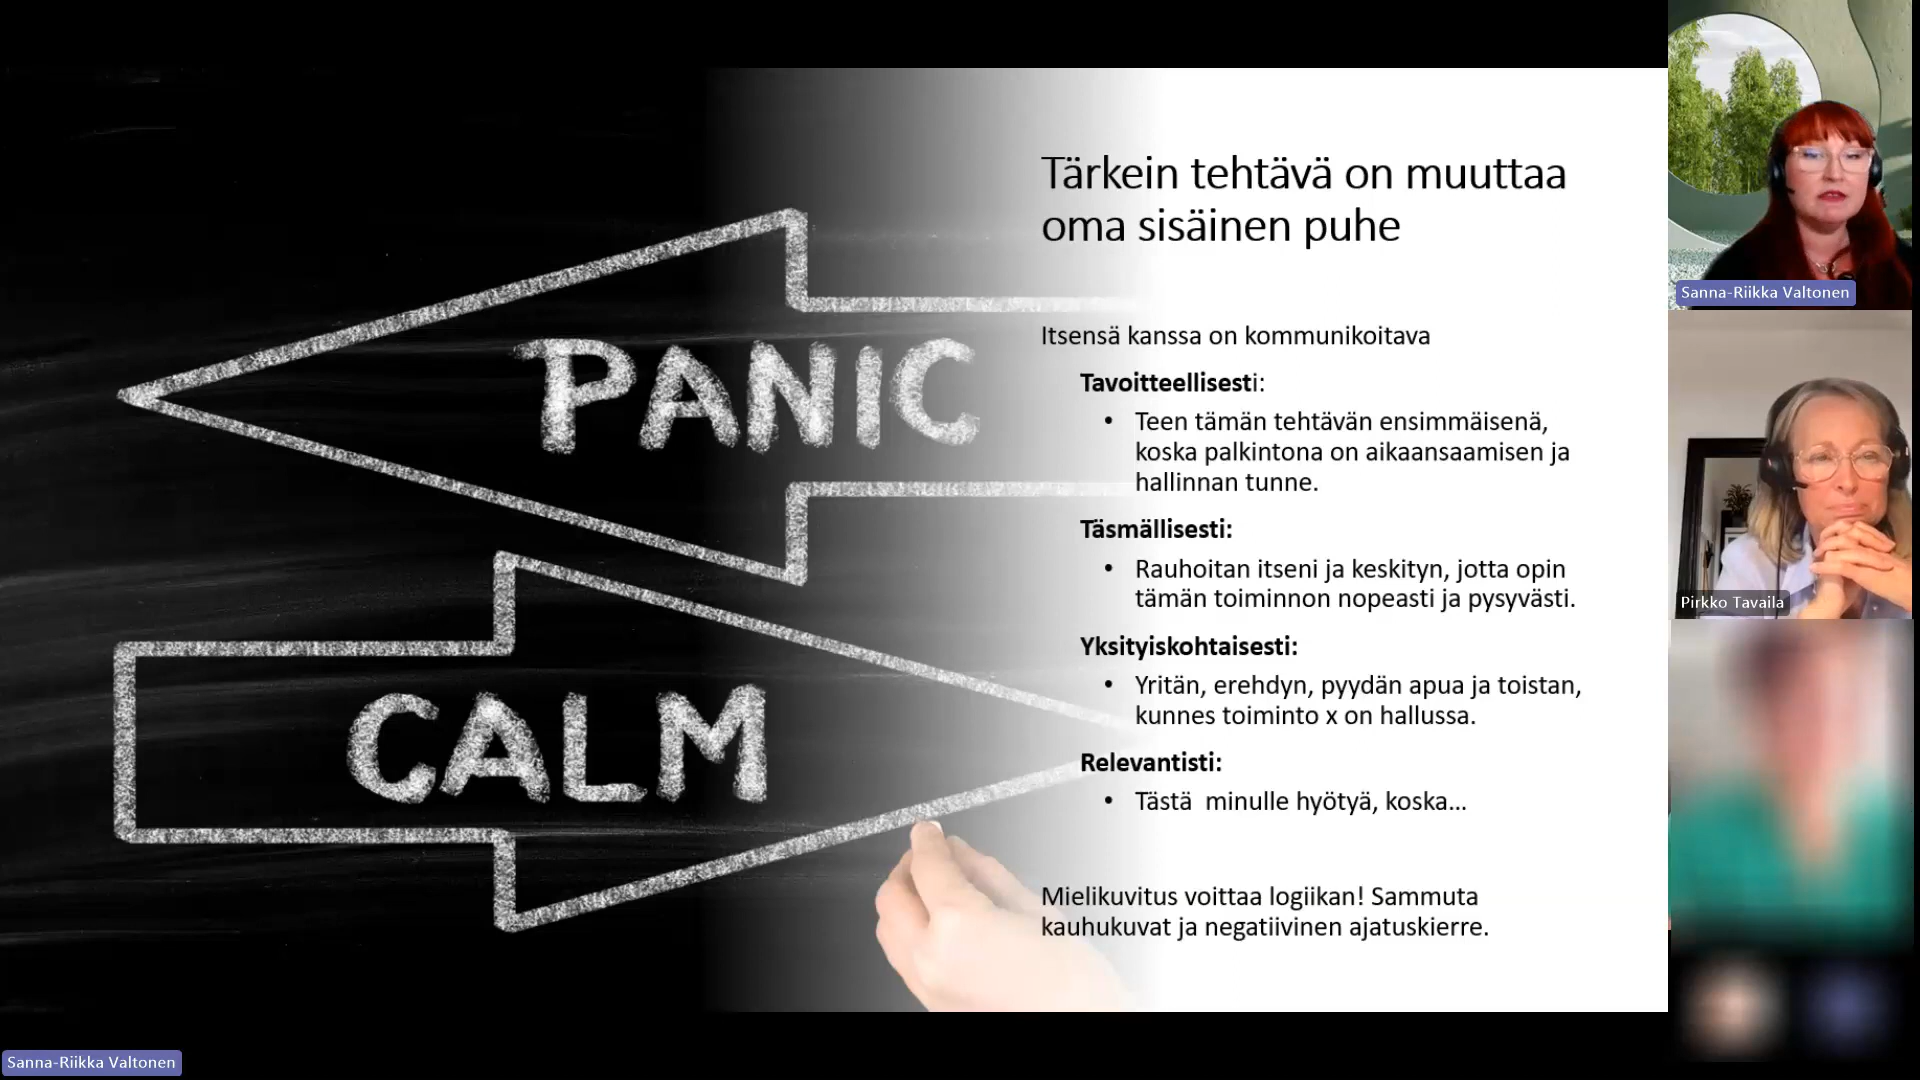 PANIC
CALM
Tärkein tehtävä on muuttaa
oma sisäinen puhe
Itsensä kanssa on kommunikoitava
Tavoitteellisesti:
• Teen tämän tehtävän ensimmäisenä,
koska palkintona on aikaansaamisen ja
hallinnan tunne.
Täsmällisesti:
• Rauhoitan itseni ja keskityn, jotta opin
tämän toiminnon nopeasti ja pysyvästi.
Yksityiskohtaisesti:
• Yritän, erehdyn, pyydän apua ja toistan,
kunnes toiminto x on hallussa.
Relevantisti:
• Tästä  minulle hyötyä, koska...
Mielikuvitus voittaa logiikan! Sammuta
kauhukuvat ja negatiivinen ajatuskierre.
Sanna-Riikka Valtonen
Pirkko Tavaila
Sanna-Riikka Valtonen